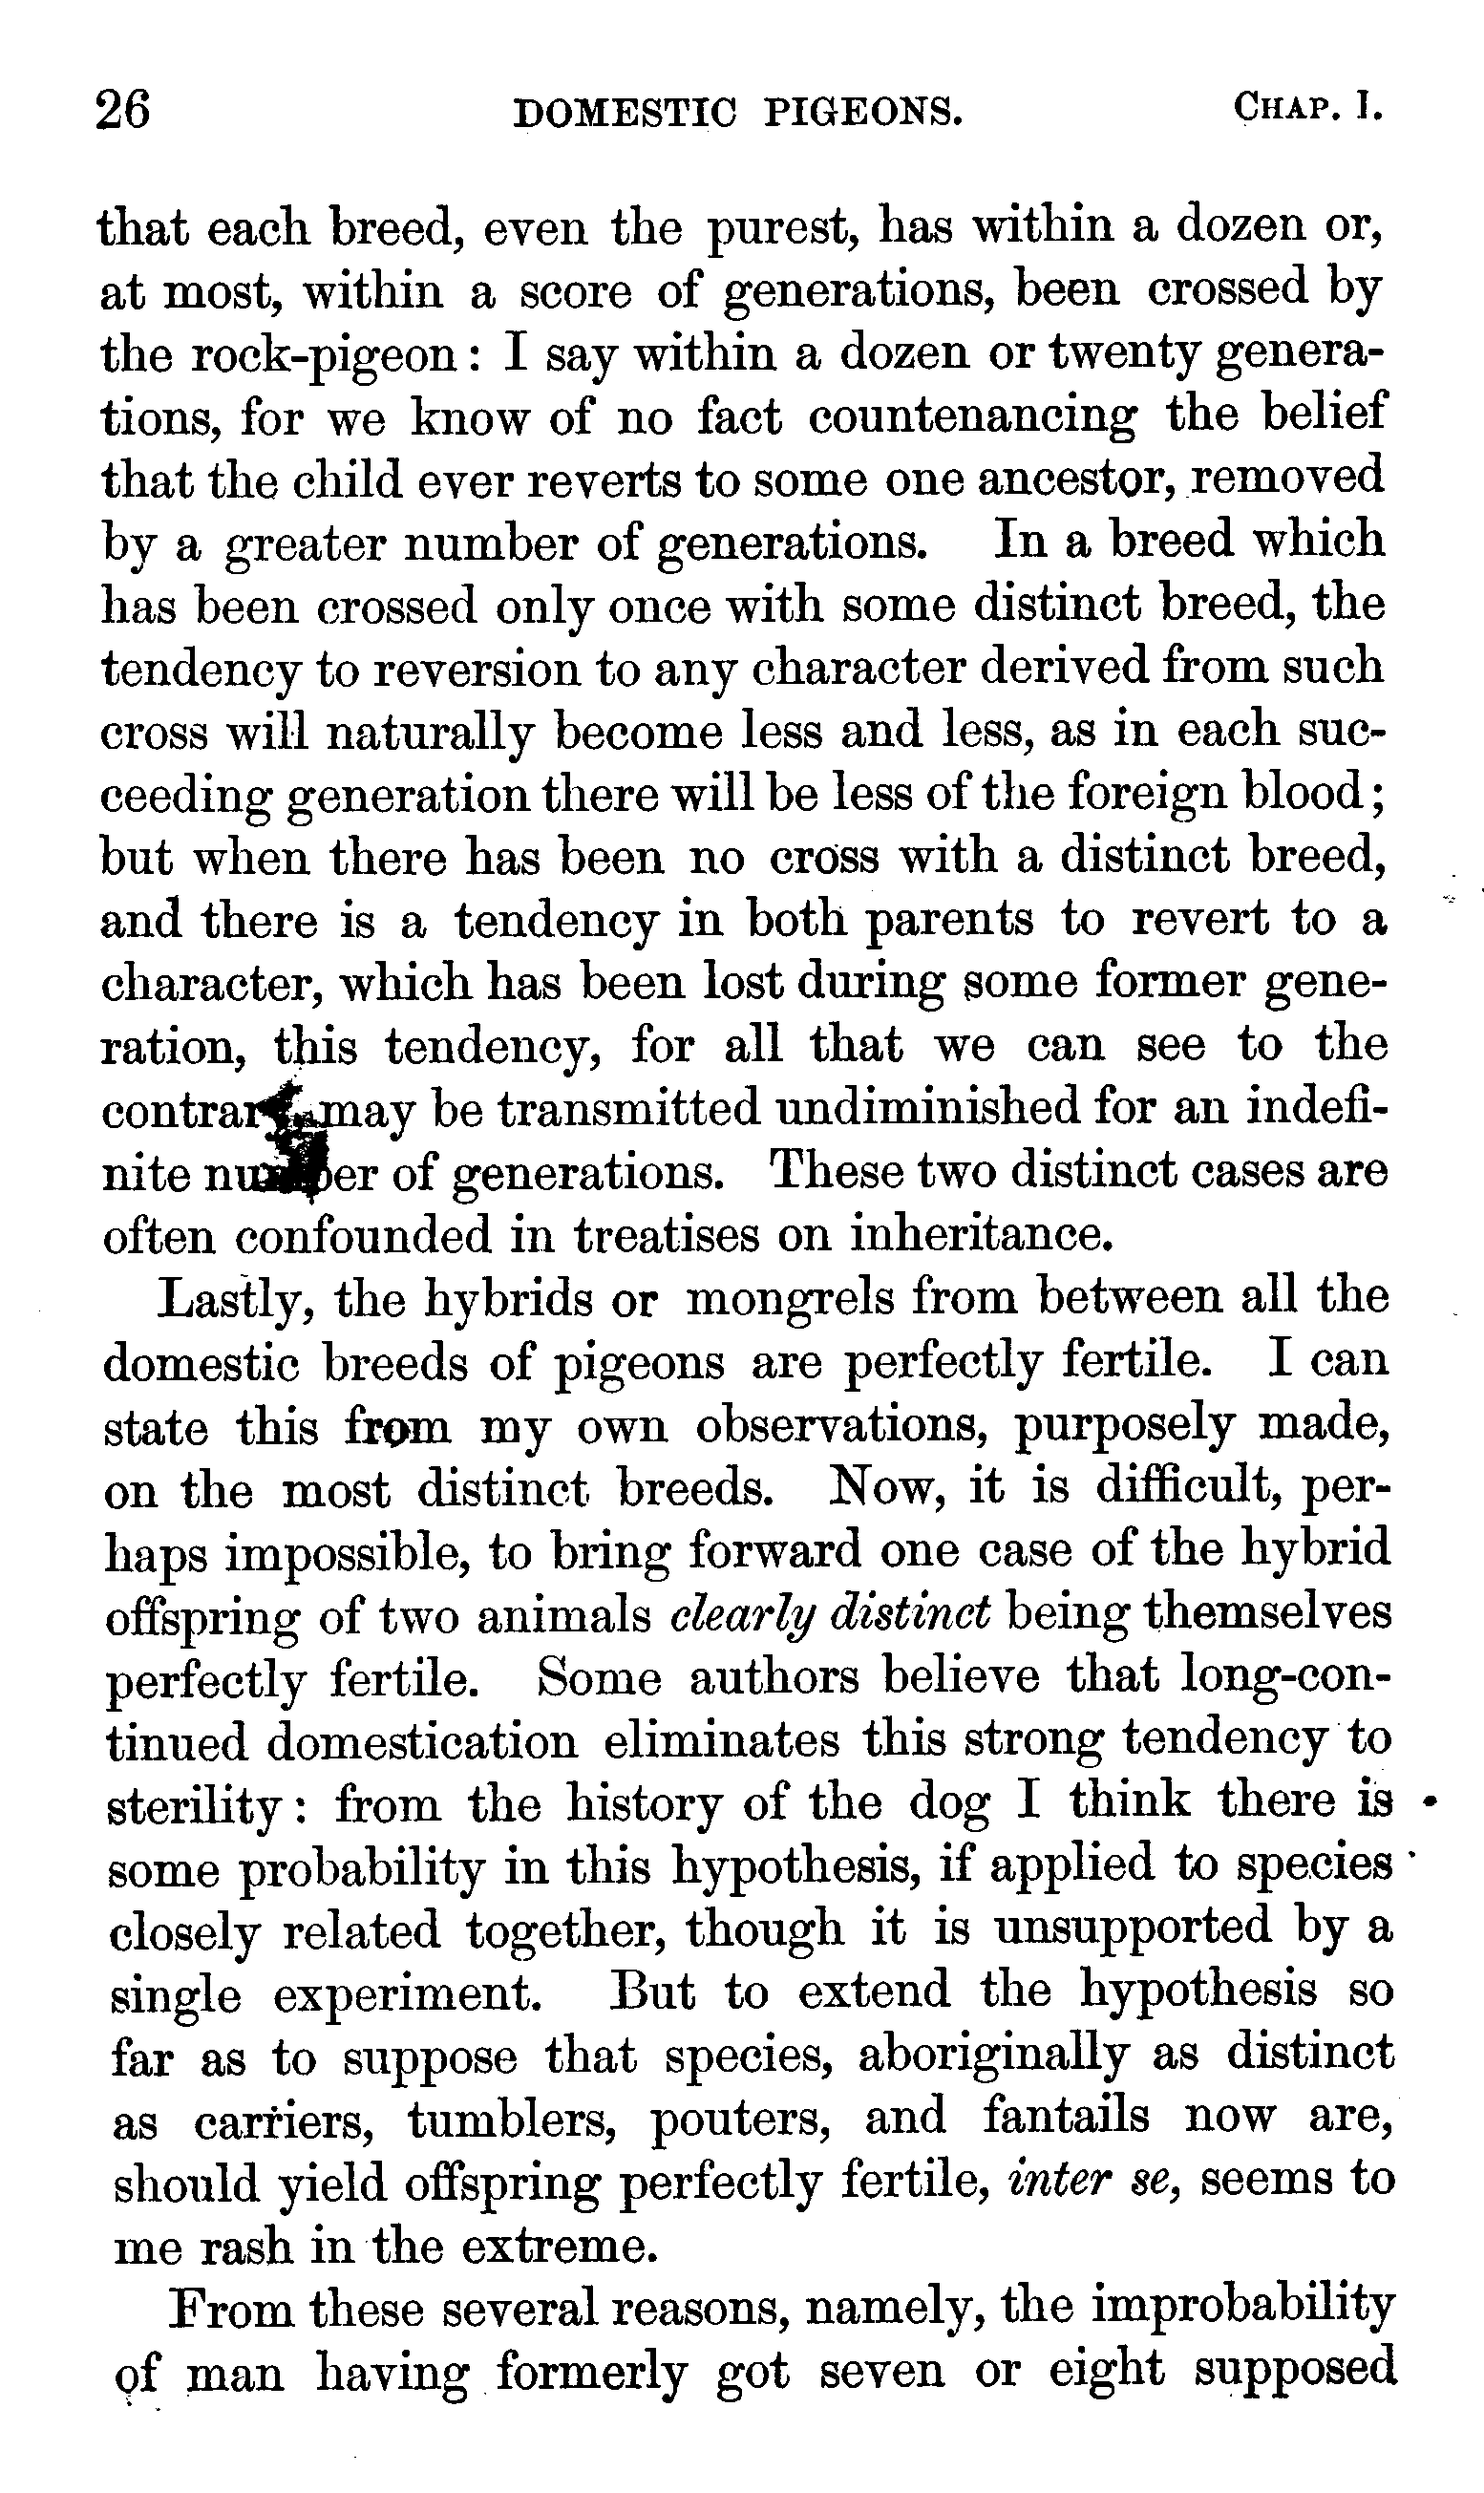 26 DOMESTIC PIGEONS. CHAP. I.
that each breed, even the purest, has within a dozen or,
at most, within a score of generations, been crossed by
the rock-pigeon: I say within a dozen or twenty genera-
tions, for we know of no fact countenancing the belief
that the child ever reverts to some one ancestor, removed
by a greater number of generations. In a breed which
has been crossed only once with some distinct breed, the
tendency to reversion to any character derived from such
cross will naturally become less and less, as in each suc-
ceeding generation there will be less of the foreign blood;
but when there has been no cross with a distinct breed,
and there is a tendency in both parents to revert to a
character, which has been lost during some former gene-
ration, this tendency, for all that we can see to the
may be transmitted undiminished for an indefi-
nite number of generations. These two distinct cases are
often confounded in treatises on inheritance.
Lastly, the hybrids or mongrels from between all the
domestic breeds of pigeons are perfectly fertile. I can
state this from my own observations, purposely made,
on the most distinct breeds. Now, it is difficult, per-
haps impossible, to bring forward one case of the hybrid
offspring of two animals clearly distinct being themselves
perfectly fertile. Some authors believe that long-con-
tinued domestication eliminates this strong tendency to
sterility: from the history of the dog I think there is
some probability in this hypothesis, if applied to species
closely related together, though it is unsupported by a
single experiment. But to extend the hypothesis so
far as to suppose that species, aboriginally as distinct
as carriers, tumblers, pouters, and fantails now are,
should yield offspring perfectly fertile, inter se, seems to
me rash in the extreme.
From these several reasons, namely, the improbability
of man having formerly got seven or eight supposed